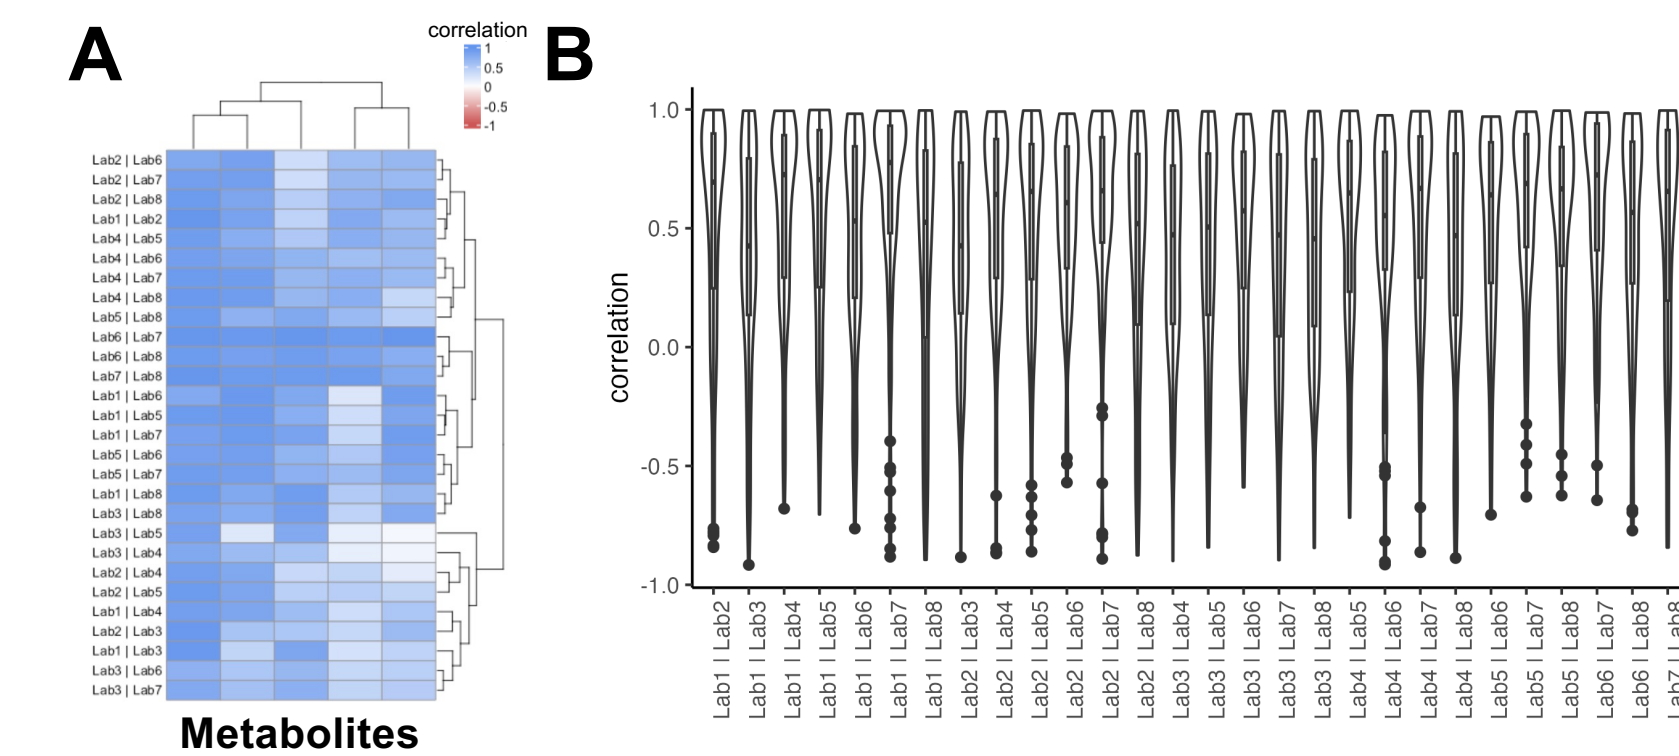 A
correlation
1
0.5
0
-0.5
-1
Lab2 | Lab6
Lab2 | Lab7
Lab2 | Lab8
Lab1 | Lab2
Lab4 | Lab5
Lab4 | Lab6
Lab4 | Lab7
Lab4 | Lab8
Lab5 | Lab8
Lab6 | Lab7
Lab6 | Lab8
Lab7 | Lab8
Lab1 | Lab6
Lab1 | Lab5
Lab1 | Lab7
Lab5 | Lab6
Lab5 | Lab7
Lab1 | Lab8
Lab3 | Lab8
Lab3 | Lab5
Lab3 | Lab4
Lab2 | Lab4
Lab2 | Lab5
Lab1 | Lab4
Lab2 | Lab3
Lab1 | Lab3
Lab3 | Lab6
Lab3 | Lab7
Metabolites
B
correlation
1.0
0.5
0.0
-0.5
-1.0
Lab1 | Lab2
Lab1 | Lab3
Lab1 | Lab4
Lab1 | Lab5
Lab1 | Lab6
Lab1 | Lab7
Lab1 | Lab8
Lab2 | Lab3
Lab2 | Lab4
Lab2 | Lab5
Lab2 | Lab6
Lab2 | Lab7
Lab2 | Lab8
Lab3 | Lab4
Lab3 | Lab5
Lab3 | Lab6
Lab3 | Lab7
Lab3 | Lab8
Lab4 | Lab5
Lab4 | Lab6
Lab4 | Lab7
Lab4 | Lab8
Lab5 | Lab6
Lab5 | Lab7
Lab5 | Lab8
Lab6 | Lab7
Lab6 | Lab8
Lab7 | Lab8